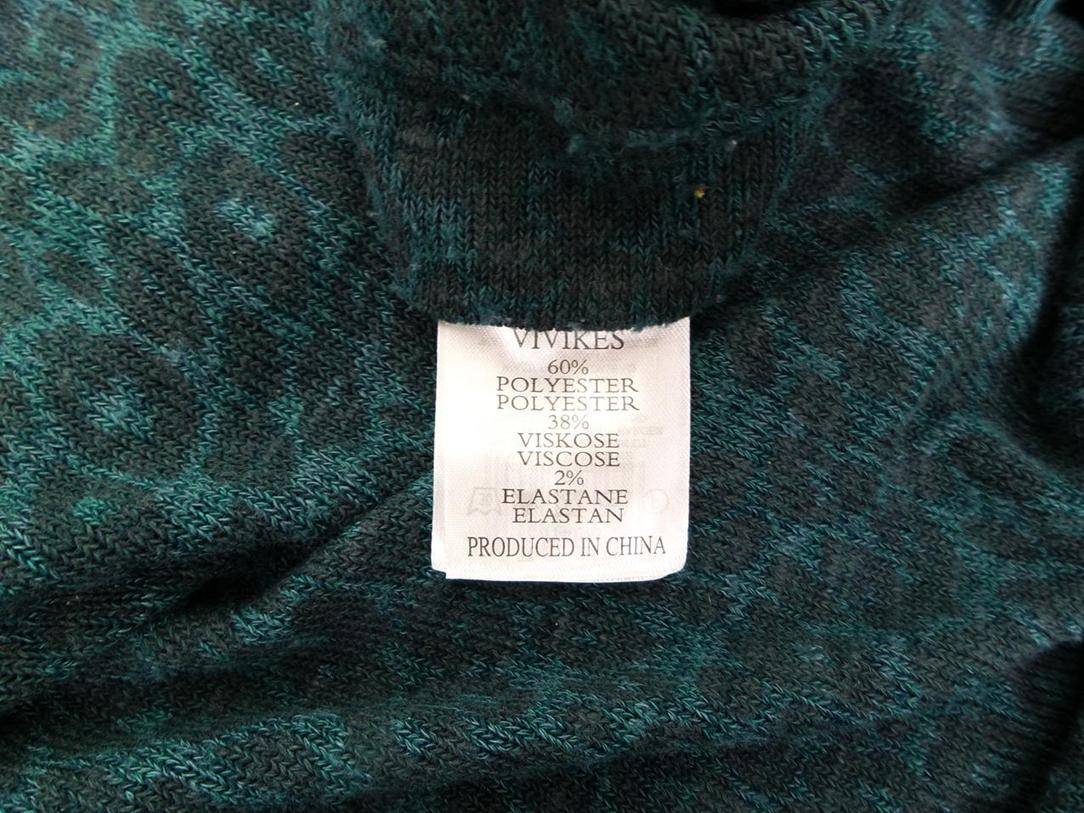 VIVIKES
60%
POLYESTER
POLYESTER
38%
VISKOSE
VISCOSE
2%
ELASTANE
ELASTAN
PRODUCED IN CHINA